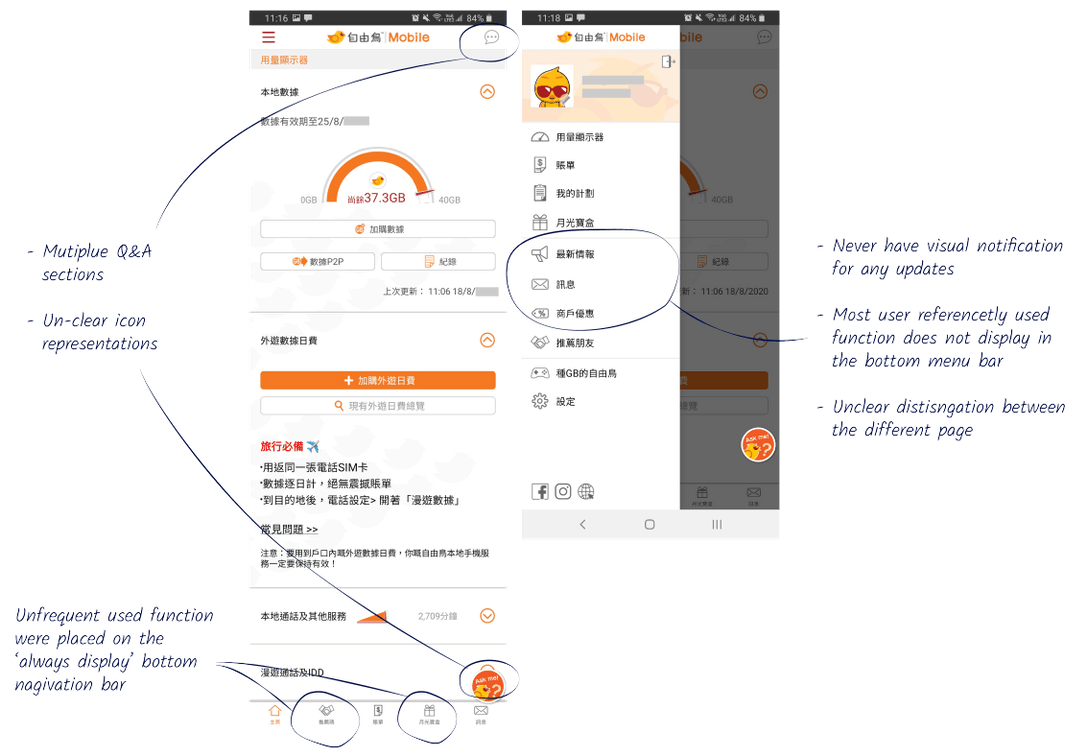 11:16
84%
自由鳥 Mobile
用量顯示器
本地數據
數據有效期至25/8/
0GB
尚餘37.3GB
40GB
加購數據
數據P2P
紀錄
上次更新： 11:06 18/8/
外遊數據日費
加購外遊日費
現有外遊日費總覽
旅行必備
‧用返同一張電話SIM卡
‧數據逐日計，絕無震撼賬單
‧到目的地後，電話設定> 開著「漫遊數據」
常見問題 >>
注意：要用到戶口內嘅外遊數據日費，你嘅自由鳥本地手機服
務一定要保持有效！
本地通話及其他服務
2,709分鐘
漫遊通話及IDD
Ask me!
主頁
推薦碼
賬單
月光寶盒
訊息
11:18
84%
自由鳥 Mobile
bile
用量顯示器
賬單
我的計劃
月光寶盒
最新情報
訊息
商戶優惠
推薦朋友
種GB的自由鳥
設定
40GB
紀錄
新： 11:06 18/8/2020
費
總覽
Ask me!
月光寶盒
訊息
- Mutiplue Q&A
sections
- Un-clear icon
representations
Unfrequent used function
were placed on the
‘always display’ bottom
nagivation bar
- Never have visual notification
for any updates
- Most user referencetly used
function does not display in
the bottom menu bar
- Unclear distisngation between
the different page